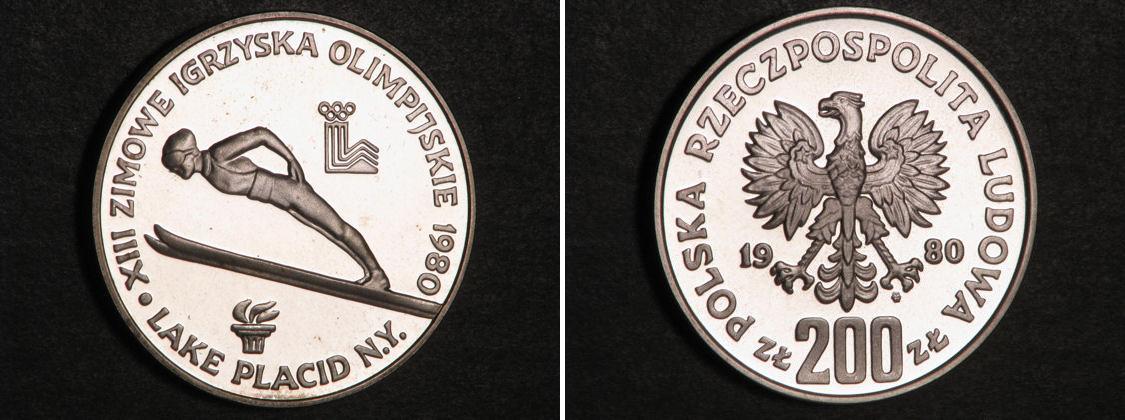 XIII ZIMOWE IGRZYSKA OLIMPIJSKIE 1980
• LAKE PLACID N.Y.
POLSKA RZECZPOSPOLITA LUDOWA
19 80
ZŁ 200 ZŁ